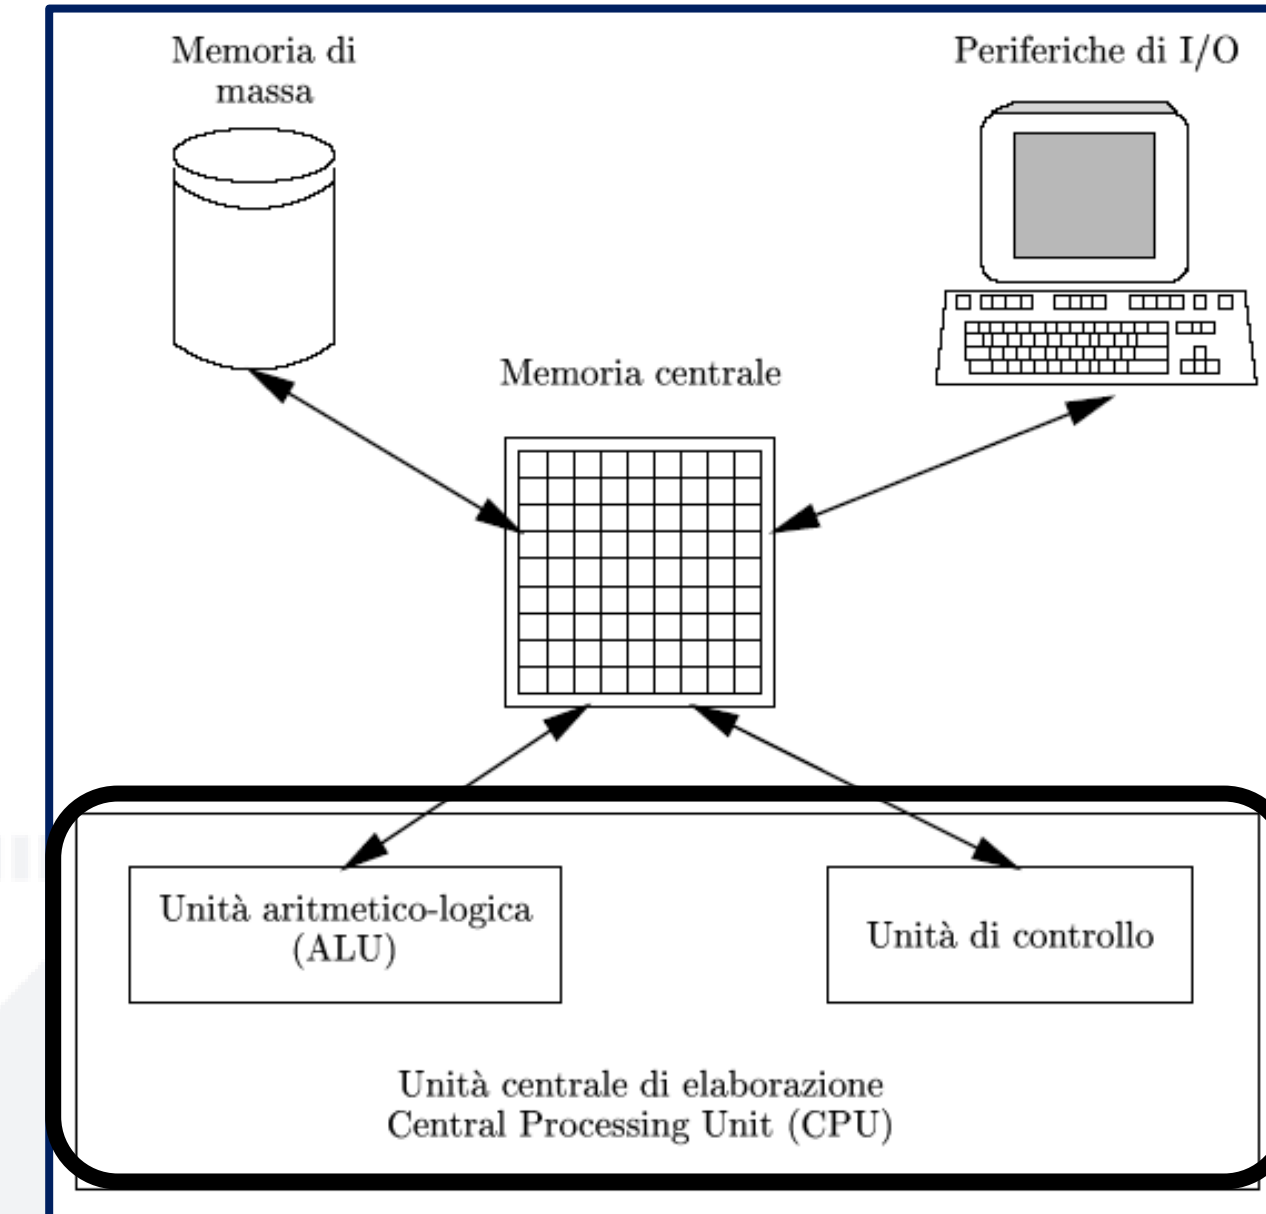 Memoria di
massa
Periferiche di I/O
Memoria centrale
Unità aritmetico-logica
(ALU)
Unità di controllo
Unità centrale di elaborazione
Central Processing Unit (CPU)